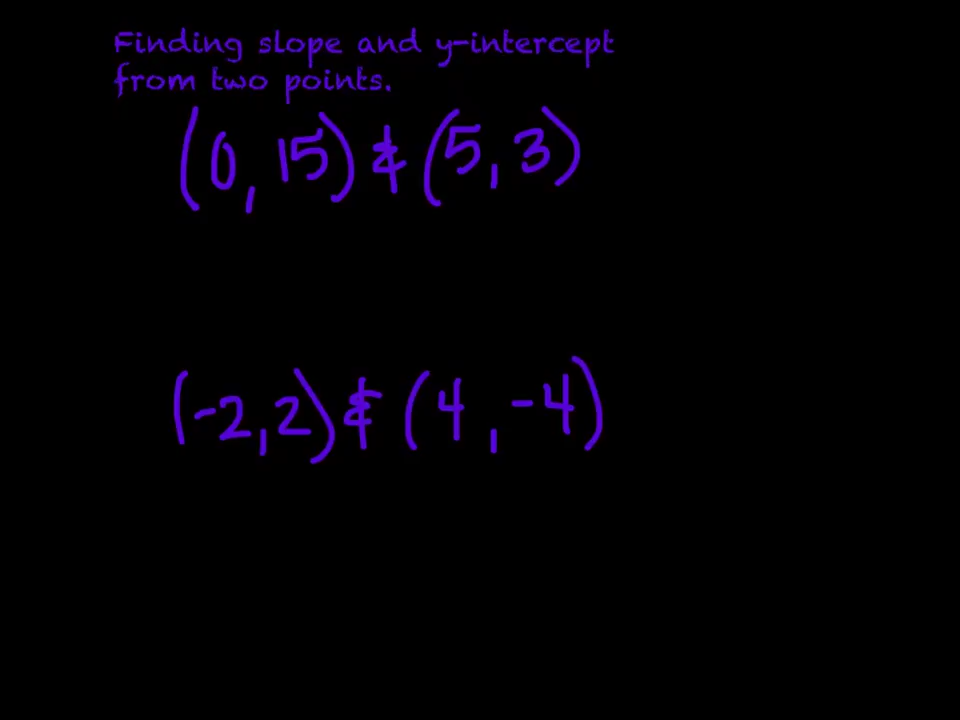 Finding slope and y-intercept
from two points.
(0, 15) & (5, 3)
(-2, 2) & (4, -4)